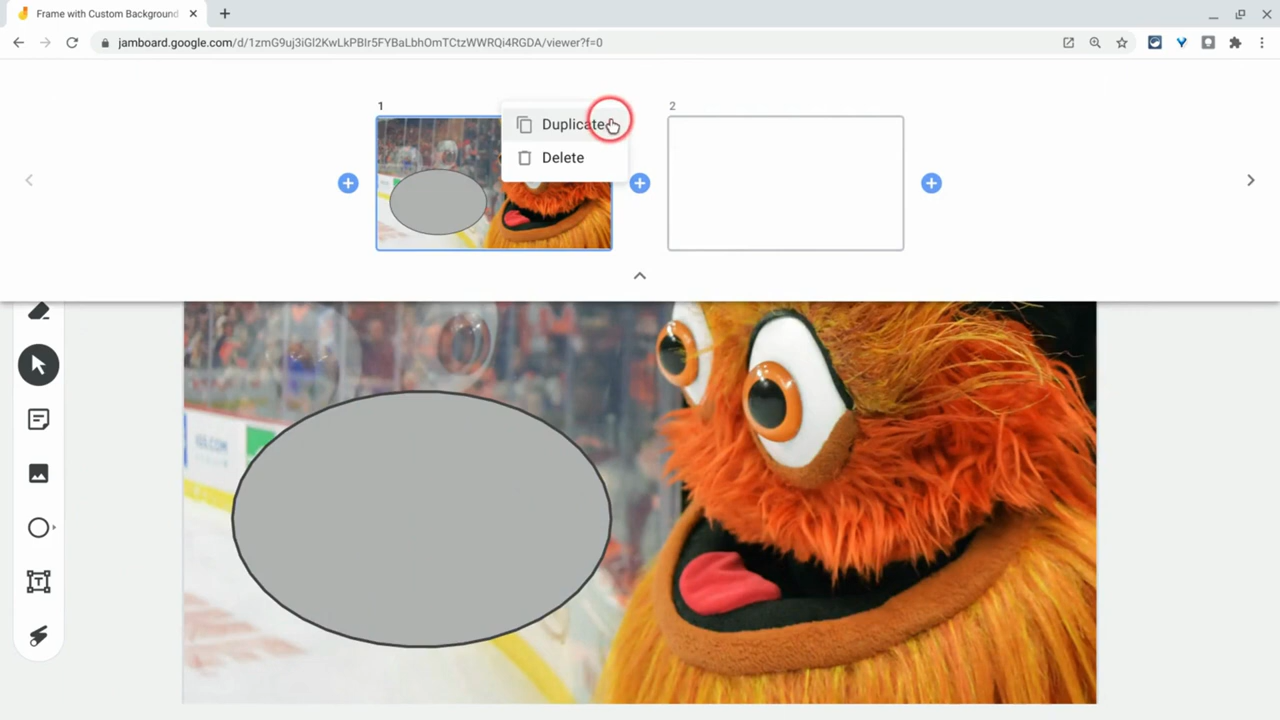 Frame with Custom Background
jamboard.google.com/d/1zmG9uj3iGl2KwLkPBIr5FYBaLbhOmTCtzWWRQi4RGDA/viewer?f=0
1
2
Duplicate
Delete
T